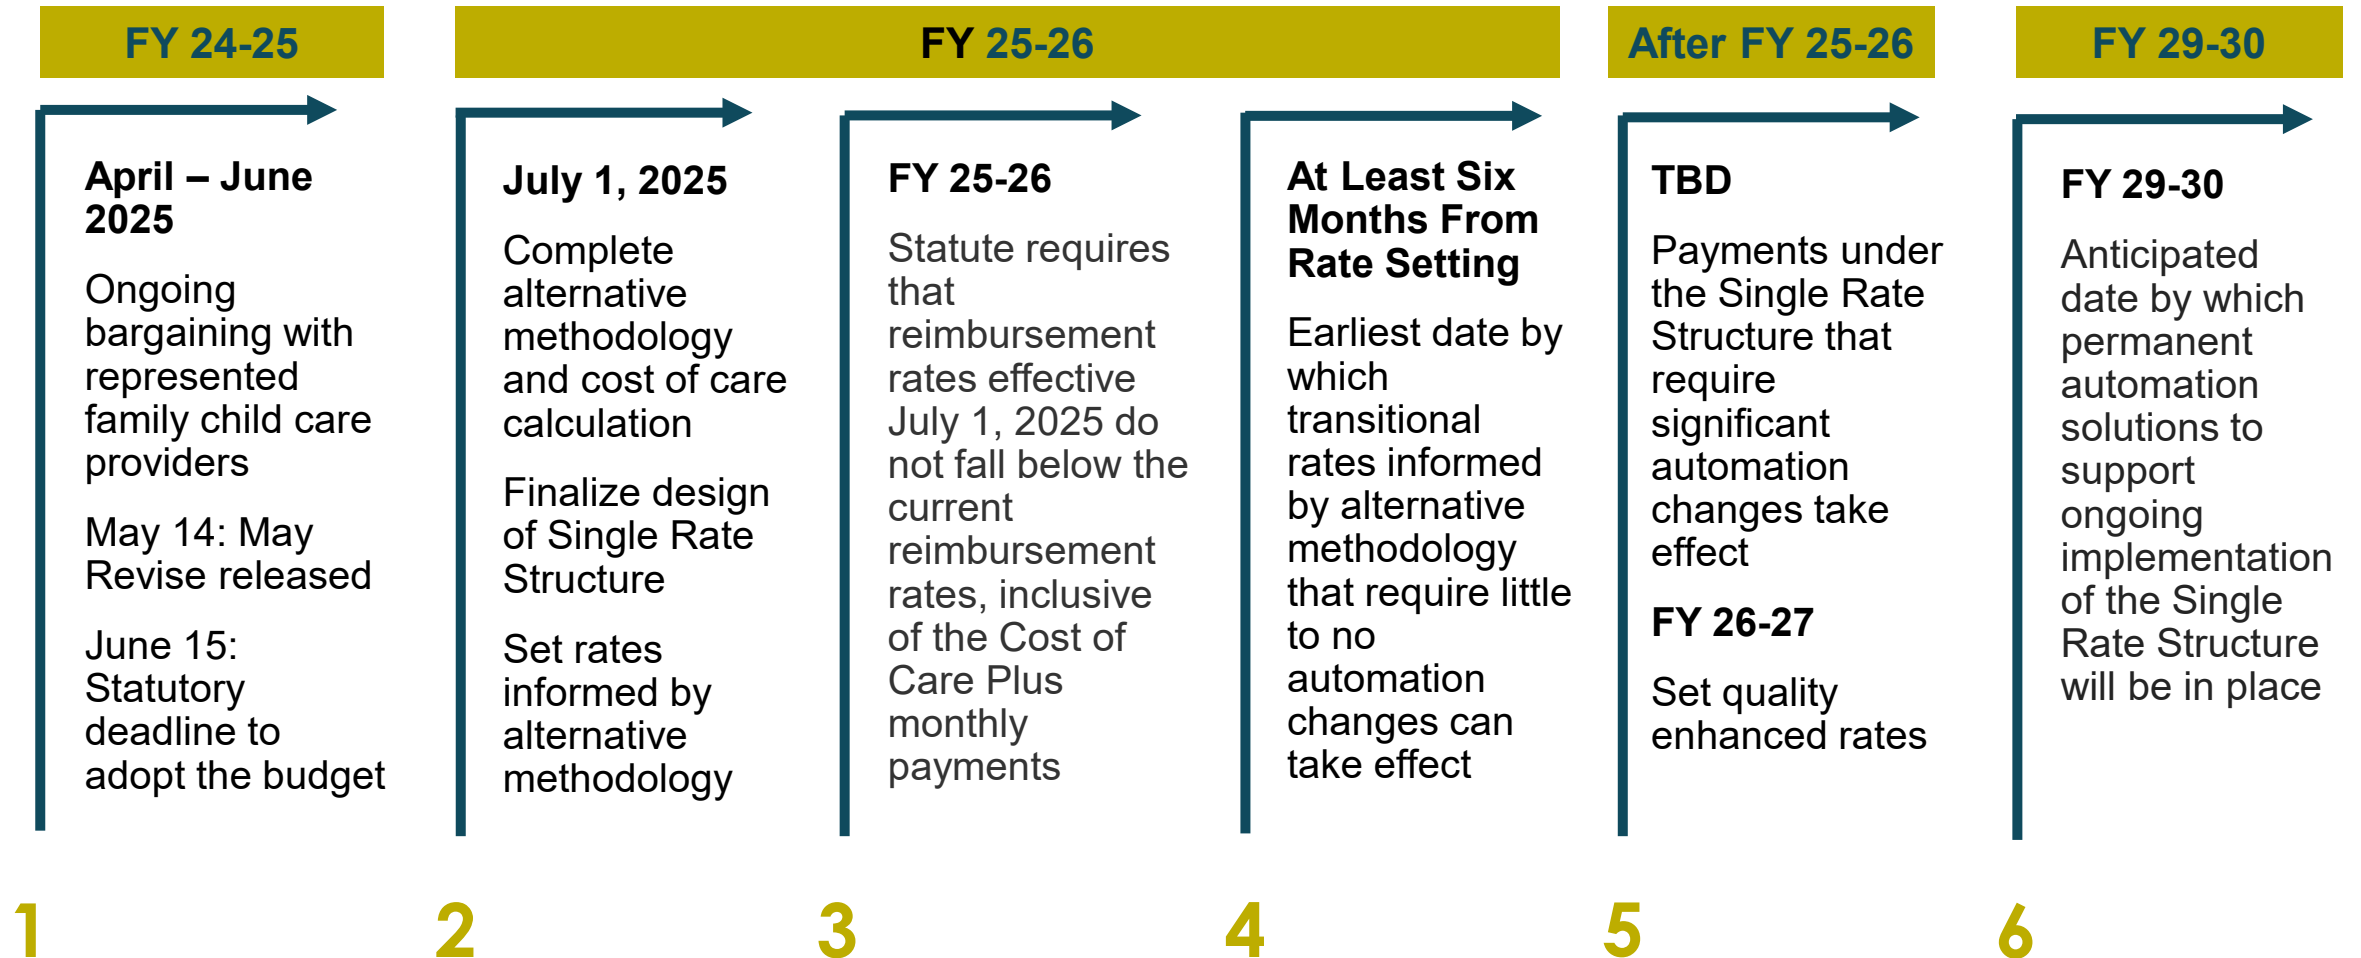 FY 24-25
FY 25-26
After FY 25-26
FY 29-30
April – June
2025
Ongoing
bargaining with
represented
family child care
providers
May 14: May
Revise released
June 15:
Statutory
deadline to
adopt the budget
July 1, 2025
Complete
alternative
methodology
and cost of care
calculation
Finalize design
of Single Rate
Structure
Set rates
informed by
alternative
methodology
FY 25-26
Statute requires
that
reimbursement
rates effective
July 1, 2025 do
not fall below the
current
reimbursement
rates, inclusive
of the Cost of
Care Plus
monthly
payments
At Least Six
Months From
Rate Setting
Earliest date by
which
transitional
rates informed
by alternative
methodology
that require little
to no
automation
changes can
take effect
TBD
Payments under
the Single Rate
Structure that
require
significant
automation
changes take
effect
FY 26-27
Set quality
enhanced rates
FY 29-30
Anticipated
date by which
permanent
automation
solutions to
support
ongoing
implementation
of the Single
Rate Structure
will be in place
1
2
3
4
5
6